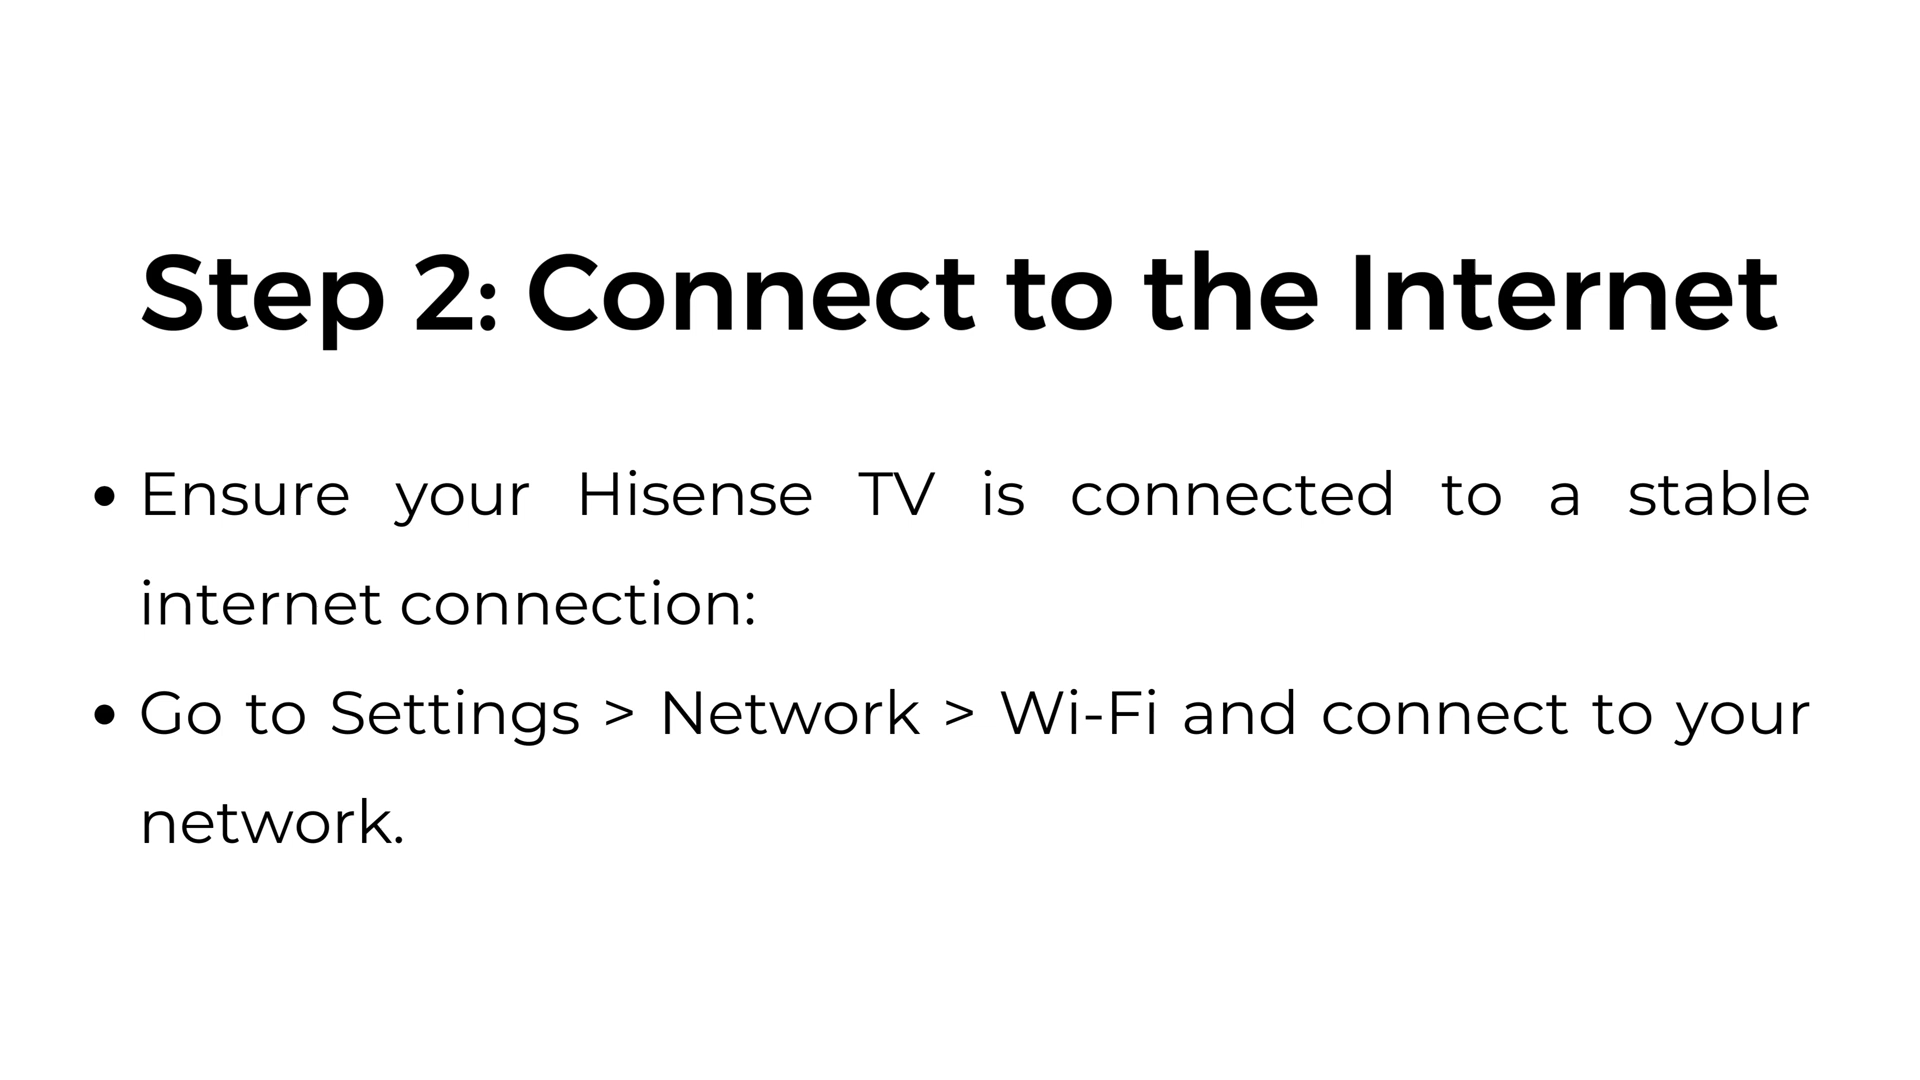 Step 2: Connect to the Internet
• Ensure your Hisense TV is connected to a stable
internet connection:
• Go to Settings > Network > Wi-Fi and connect to your
network.